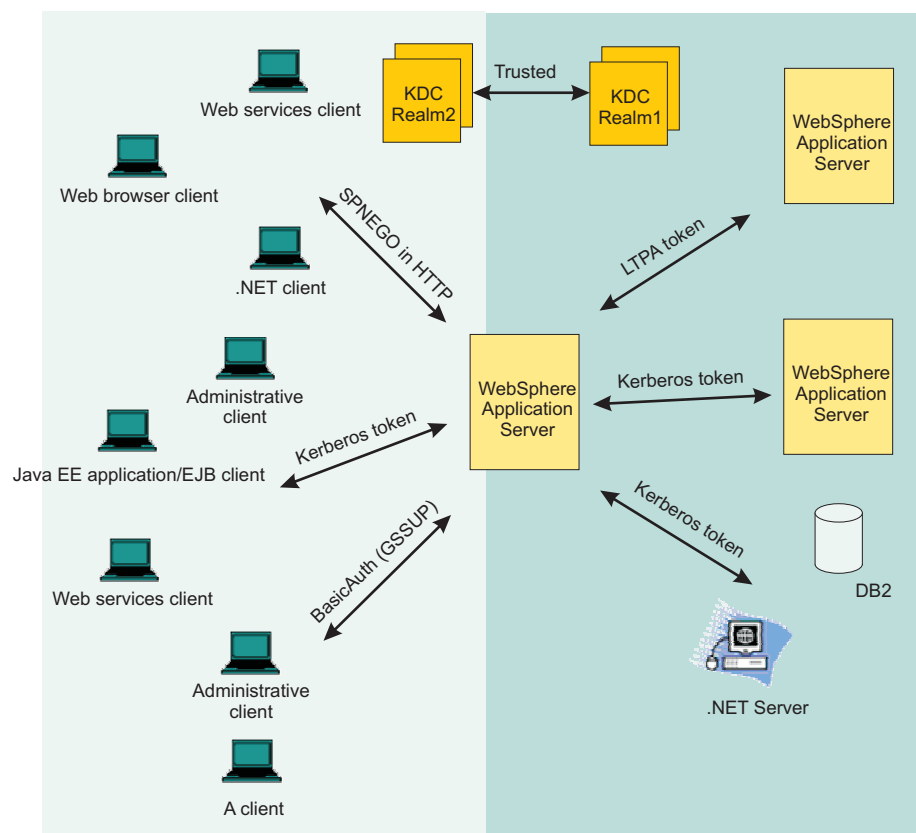 Web services client
KDC
Realm2
Trusted
KDC
Realm1
WebSphere
Application
Server
Web browser client
SPNEGO in HTTP
.NET client
LTPA token
Administrative
client
WebSphere
Application
Server
Kerberos token
WebSphere
Application
Server
Java EE application/EJB client
Kerberos token
Kerberos token
Web services client
BasicAuth (GSSUP)
DB2
Administrative
client
.NET Server
A client